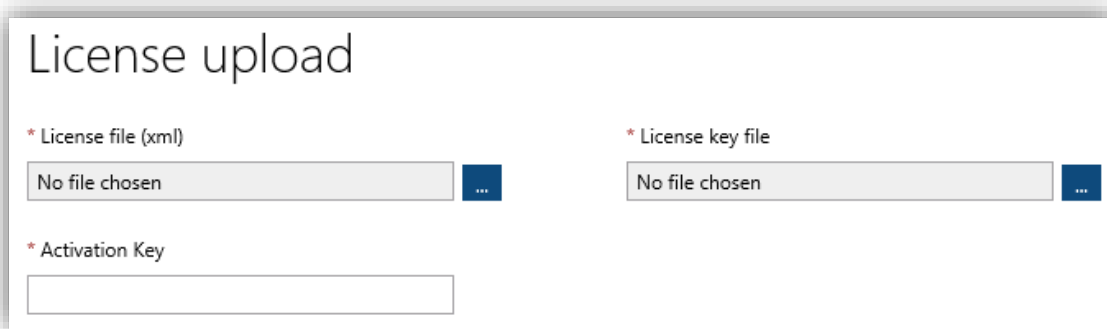 License upload
* License file (xml)
* License key file
No file chosen
...
No file chosen
...
* Activation Key